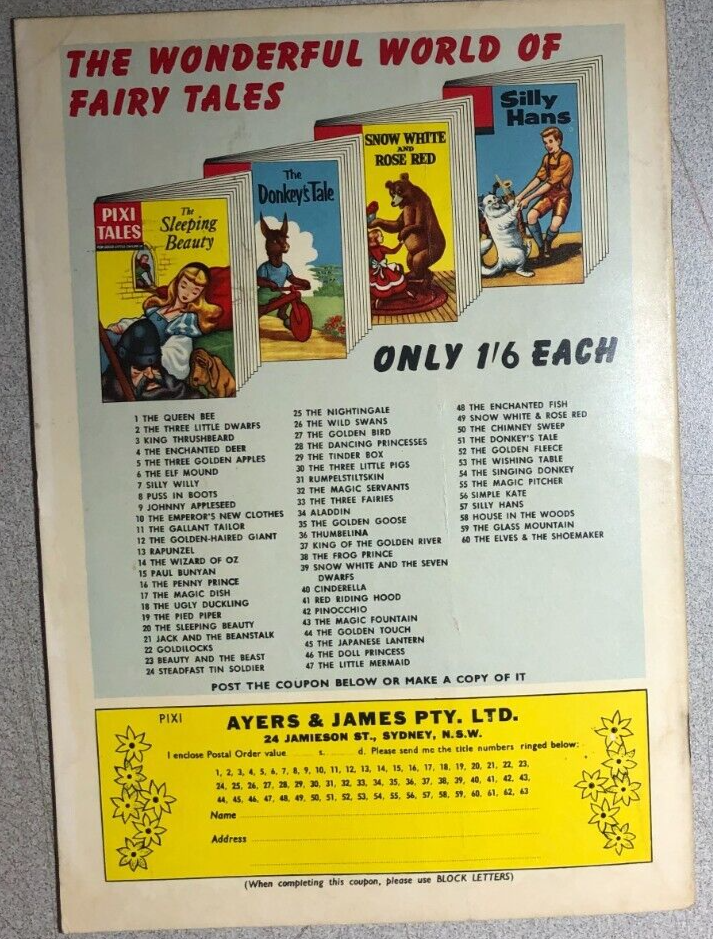 THE WONDERFUL WORLD OF
FAIRY TALES
PIXI
TALES
The
Sleeping
Beauty
The
Donkey's Tale
SNOW WHITE
AND
ROSE RED
Silly
Hans
ONLY 1'/6 EACH
1 THE QUEEN BEE
2 THE THREE LITTLE DWARFS
3 KING THRUSHBEARD
4 THE ENCHANTED DEER
5 THE THREE GOLDEN APPLES
6 THE ELF MOUND
7 SILLY WILLY
8 PUSS IN BOOTS
9 JOHNNY APPLESEED
10 THE EMPEROR'S NEW CLOTHES
11 THE GALLANT TAILOR
12 THE GOLDEN-HAIRED GIANT
13 RAPUNZEL
14 THE WIZARD OF OZ
15 PAUL BUNYAN
16 THE PENNY PRINCE
17 THE MAGIC DISH
18 THE UGLY DUCKLING
19 THE PIED PIPER
20 THE SLEEPING BEAUTY
21 JACK AND THE BEANSTALK
22 GOLDILOCKS
23 BEAUTY AND THE BEAST
24 STEADFAST TIN SOLDIER
25 THE NIGHTINGALE
26 THE WILD SWANS
27 THE GOLDEN BIRD
28 THE DANCING PRINCESSES
29 THE TINDER BOX
30 THE THREE LITTLE PIGS
31 RUMPELSTILTSKIN
32 THE MAGIC SERVANTS
33 THE THREE FAIRIES
34 ALADDIN
35 THE GOLDEN GOOSE
36 THUMBELINA
37 KING OF THE GOLDEN RIVER
38 THE FROG PRINCE
39 SNOW WHITE AND THE SEVEN
DWARFS
40 CINDERELLA
41 RED RIDING HOOD
42 PINOCCHIO
43 THE MAGIC FOUNTAIN
44 THE GOLDEN TOUCH
45 THE JAPANESE LANTERN
46 THE DOLL PRINCESS
47 THE LITTLE MERMAID
48 THE ENCHANTED FISH
49 SNOW WHITE & ROSE RED
50 THE CHIMNEY SWEEP
51 THE DONKEY'S TALE
52 THE GOLDEN FLEECE
53 THE WISHING TABLE
54 THE SINGING DONKEY
55 THE MAGIC PITCHER
56 SIMPLE KATE
57 SILLY HANS
58 HOUSE IN THE WOODS
59 THE GLASS MOUNTAIN
60 THE ELVES & THE SHOEMAKER
POST THE COUPON BELOW OR MAKE A COPY OF IT
PIXI
AYERS & JAMES PTY. LTD.
24 JAMIESON ST., SYDNEY, N.S.W.
I enclose Postal Order value s. d. Please send me the title numbers ringed below:
1, 2, 3, 4, 5, 6, 7, 8, 9, 10, 11, 12, 13, 14, 15, 16, 17, 18, 19, 20, 21, 22, 23,
24, 25, 26, 27, 28, 29, 30, 31, 32, 33, 34, 35, 36, 37, 38, 39, 40, 41, 42, 43,
44, 45, 46, 47, 48, 49, 50, 51, 52, 53, 54, 55, 56, 57, 58, 59, 60, 61, 62, 63
Name
Address
(When completing this coupon, please use BLOCK LETTERS)